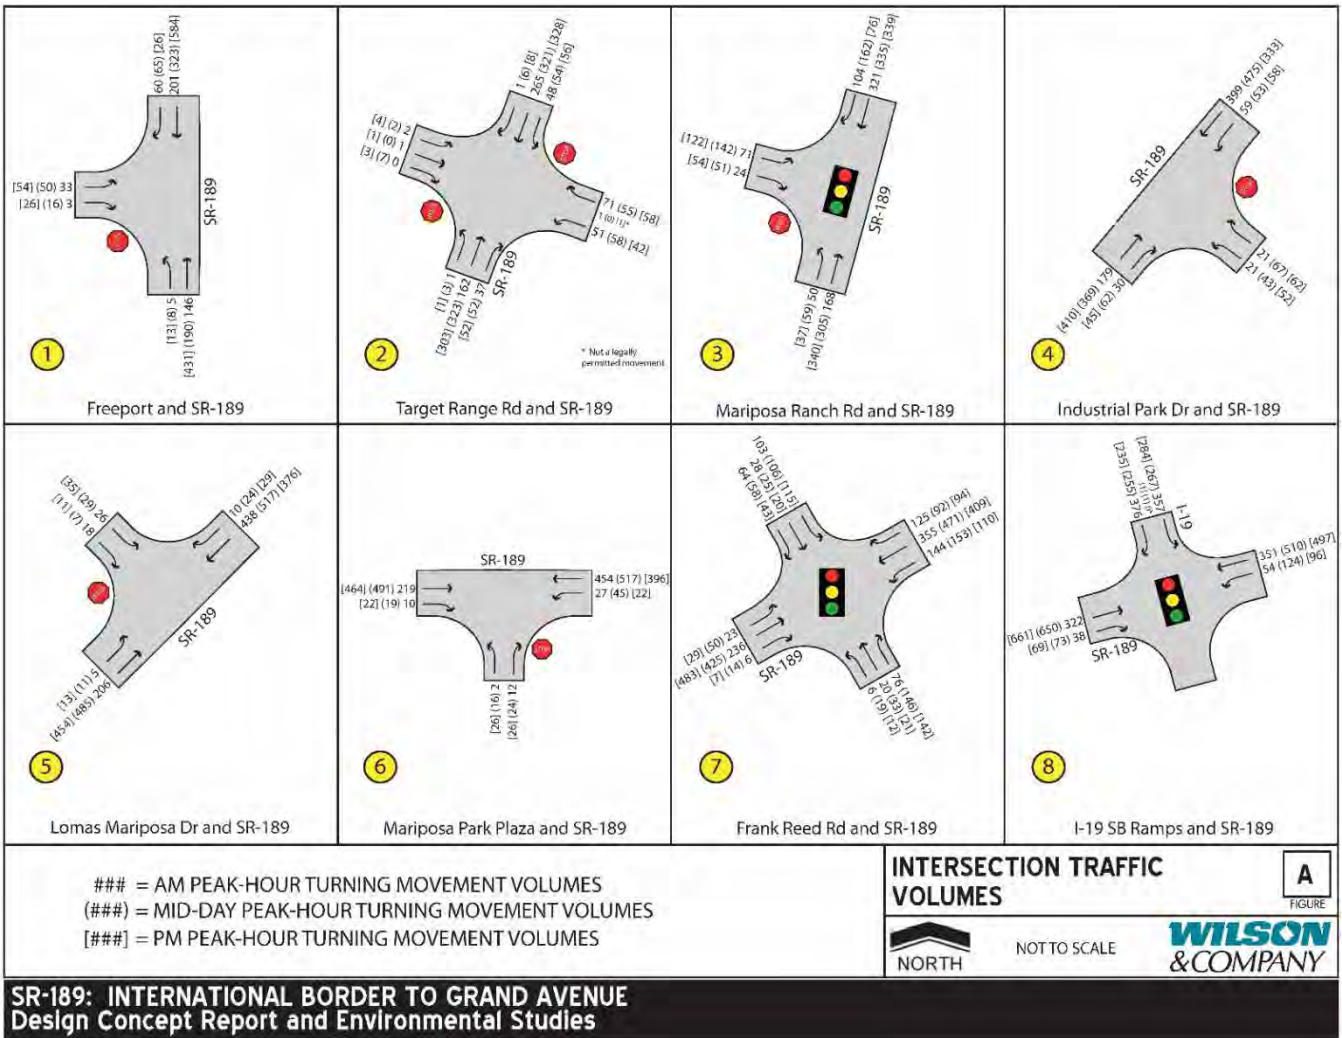 60 (65) [26]
201 (323) [584]
[54] (50) 33
[26] (16) 3
SR-189
[13] (8) 5
[431] (190) 146
1
Freeport and SR-189
1 (6) [8]
265 (321) [328]
48 (54) [56]
[4] (2) 2
[1] (0) 1
[3] (7) 0
71 (55) [58]
1 (0) [1]*
51 (58) [42]
SR-189
[1] (3) 1
[303] (323) 162
[52] (52) 37
* Not a legally
permitted movement
2
Target Range Rd and SR-189
104 (162) [76]
321 (335) [339]
[122] (142) 71
[54] (51) 24
SR-189
[37] (59) 50
[340] (305) 168
3
Mariposa Ranch Rd and SR-189
399 (475) [333]
59 (53) [58]
SR-189
21 (67) [62]
21 (43) [52]
[410] (369) 179
[45] (62) 30
4
Industrial Park Dr and SR-189
[35] (29) 26
[11] (7) 18
10 (24) [29]
438 (517) [376]
SR-189
[13] (11) 5
[454] (485) 206
5
Lomas Mariposa Dr and SR-189
SR-189
[464] (491) 219
[22] (19) 10
454 (517) [396]
27 (45) [22]
[26] (16) 2
[26] (24) 12
6
Mariposa Park Plaza and SR-189
103 (106) [115]
28 (25) [20]
64 (58) [43]
125 (92) [94]
355 (471) [409]
144 (153) [110]
[29] (50) 23
[483] (425) 236
[7] (14) 6
SR-189
76 (146) [142]
20 (33) [21]
6 (19) [12]
7
Frank Reed Rd and SR-189
[284] (267) 357
[235] (255) 376
I-19
351 (510) [497]
54 (124) [96]
[661] (650) 322
[69] (73) 38
SR-189
8
I-19 SB Ramps and SR-189
### = AM PEAK-HOUR TURNING MOVEMENT VOLUMES
(###) = MID-DAY PEAK-HOUR TURNING MOVEMENT VOLUMES
[###] = PM PEAK-HOUR TURNING MOVEMENT VOLUMES
INTERSECTION TRAFFIC
VOLUMES
A
FIGURE
NORTH
NOT TO SCALE
WILSON
&COMPANY
SR-189: INTERNATIONAL BORDER TO GRAND AVENUE
Design Concept Report and Environmental Studies